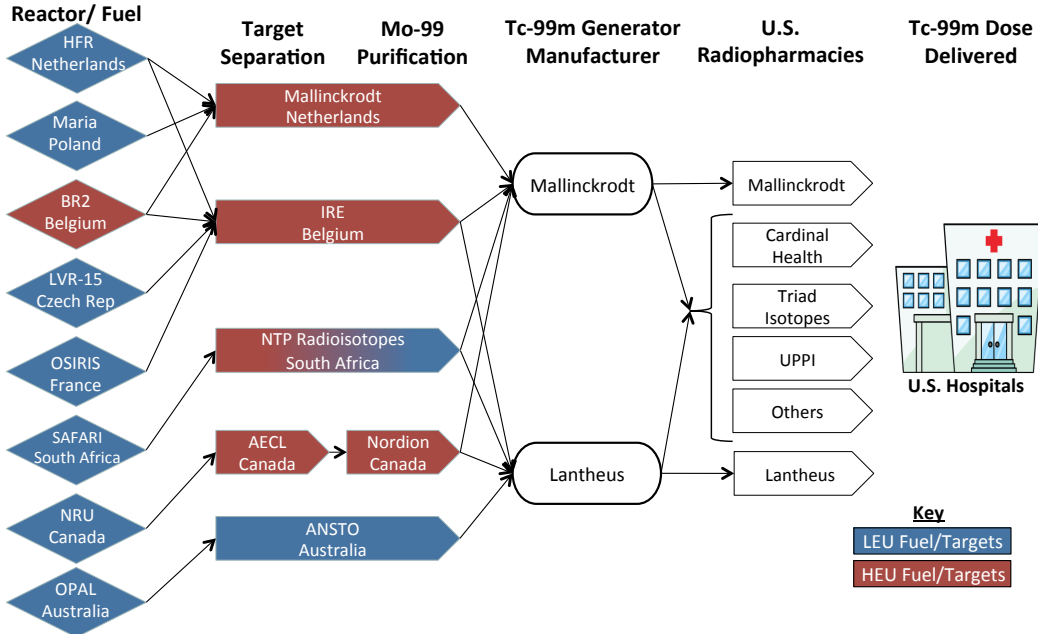 Reactor/ Fuel
Target
Separation
Mo-99
Purification
Tc-99m Generator
Manufacturer
U.S.
Radiopharmacies
Tc-99m Dose
Delivered
HFR
Netherlands
Maria
Poland
BR2
Belgium
LVR-15
Czech Rep
OSIRIS
France
SAFARI
South Africa
NRU
Canada
OPAL
Australia
Mallinckrodt
Netherlands
IRE
Belgium
NTP Radioisotopes
South Africa
AECL
Canada
Nordion
Canada
ANSTO
Australia
Mallinckrodt
Lantheus
Mallinckrodt
Cardinal
Health
Triad
Isotopes
UPPI
Others
Lantheus
U.S. Hospitals
Key
LEU Fuel/Targets
HEU Fuel/Targets